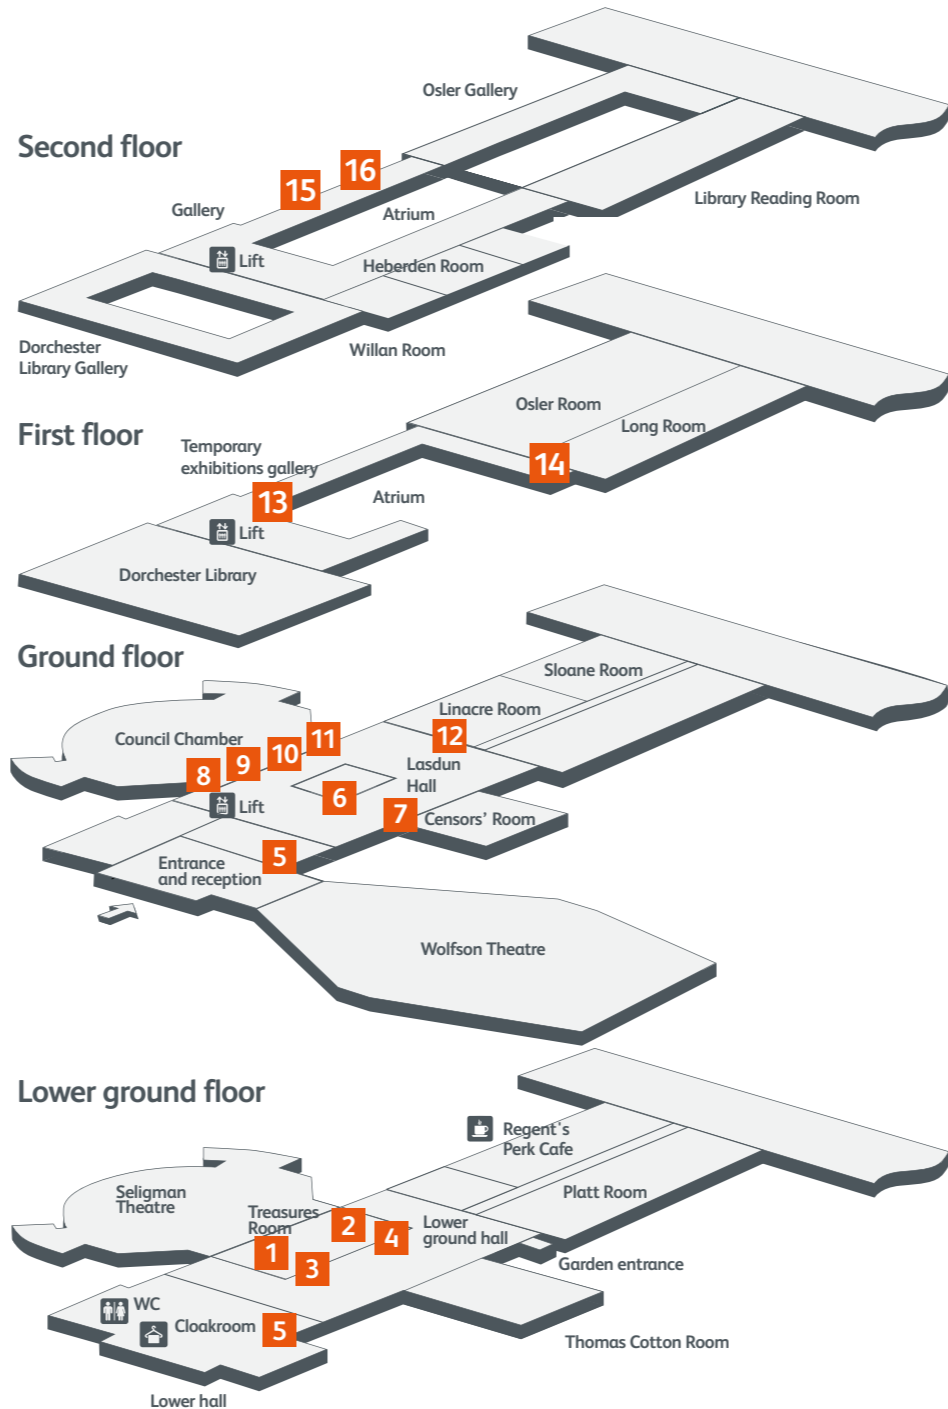 Osler Gallery
Second floor
16
15
Library Reading Room
Gallery
Atrium
Lift
Heberden Room
Dorchester
Library Gallery
Willan Room
Osler Room
First floor
Long Room
Temporary
exhibitions gallery
14
13
Atrium
Lift
Dorchester Library
Ground floor
Sloane Room
Linacre Room
Council Chamber
11
12
10
9
8
Lasdun
Hall
6
Lift
7
Censors' Room
5
Entrance
and reception
Wolfson Theatre
Lower ground floor
Regent's
Perk Cafe
Seligman
Theatre
Platt Room
Treasures
Room
2
4
Lower
ground hall
1
3
Garden entrance
WC
Cloakroom
5
Thomas Cotton Room
Lower hall